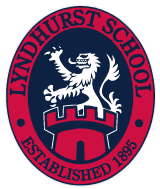 LYNDHURST SCHOOL
· ESTABLISHED 1895 ·